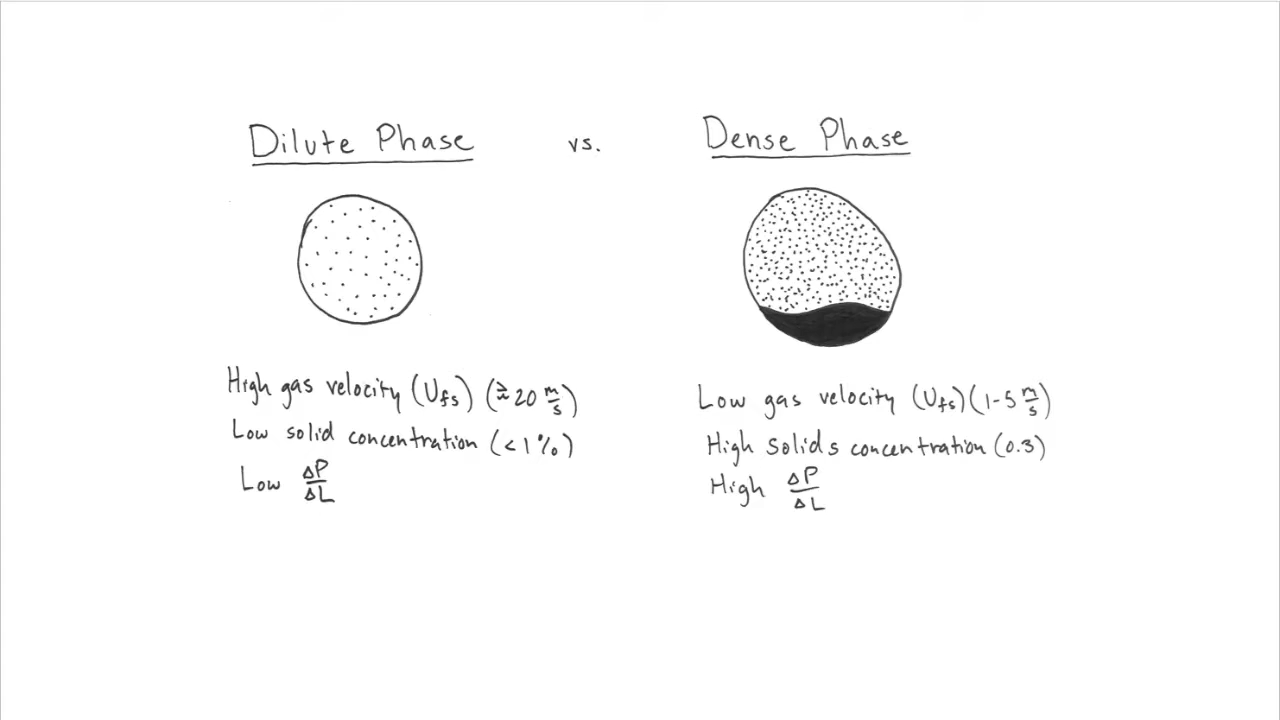 Dilute Phase vs. Dense Phase
High gas velocity (Ufs) (≳20 m/s)
Low solid concentration (<1%)
Low ΔP/ΔL
Low gas velocity (Ufs) (1-5 m/s)
High solids concentration (0.3)
High ΔP/ΔL